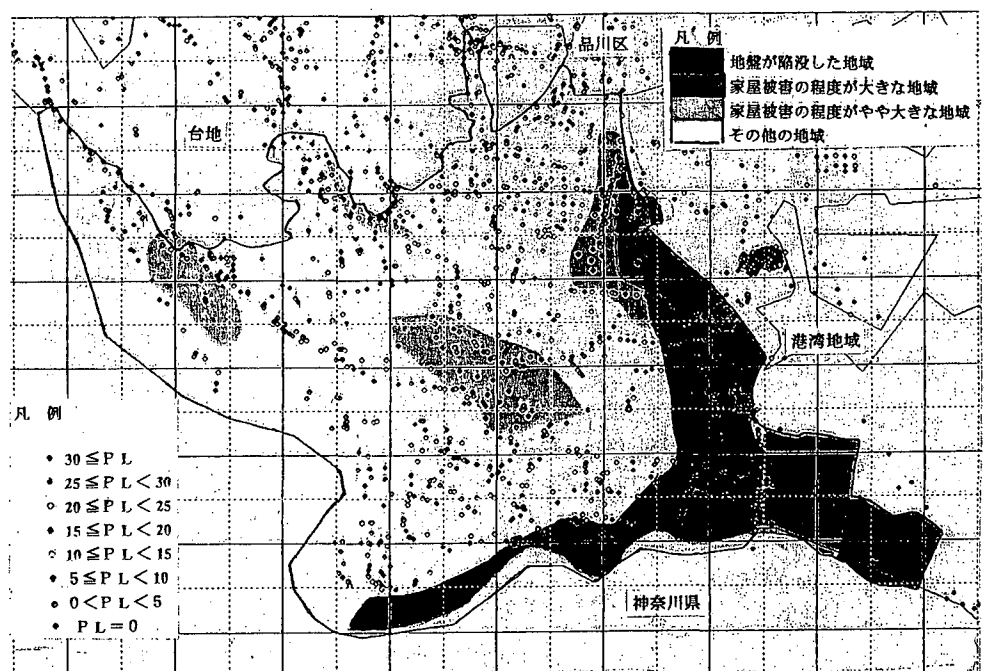 品川区
凡 例
地盤が陥没した地域
家屋被害の程度が大きな地域
家屋被害の程度がやや大きな地域
その他の地域
台地
港湾地域
凡 例
30≦PL
25≦PL<30
20≦PL<25
15≦PL<20
10≦PL<15
5≦PL<10
0<PL<5
PL=0
神奈川県